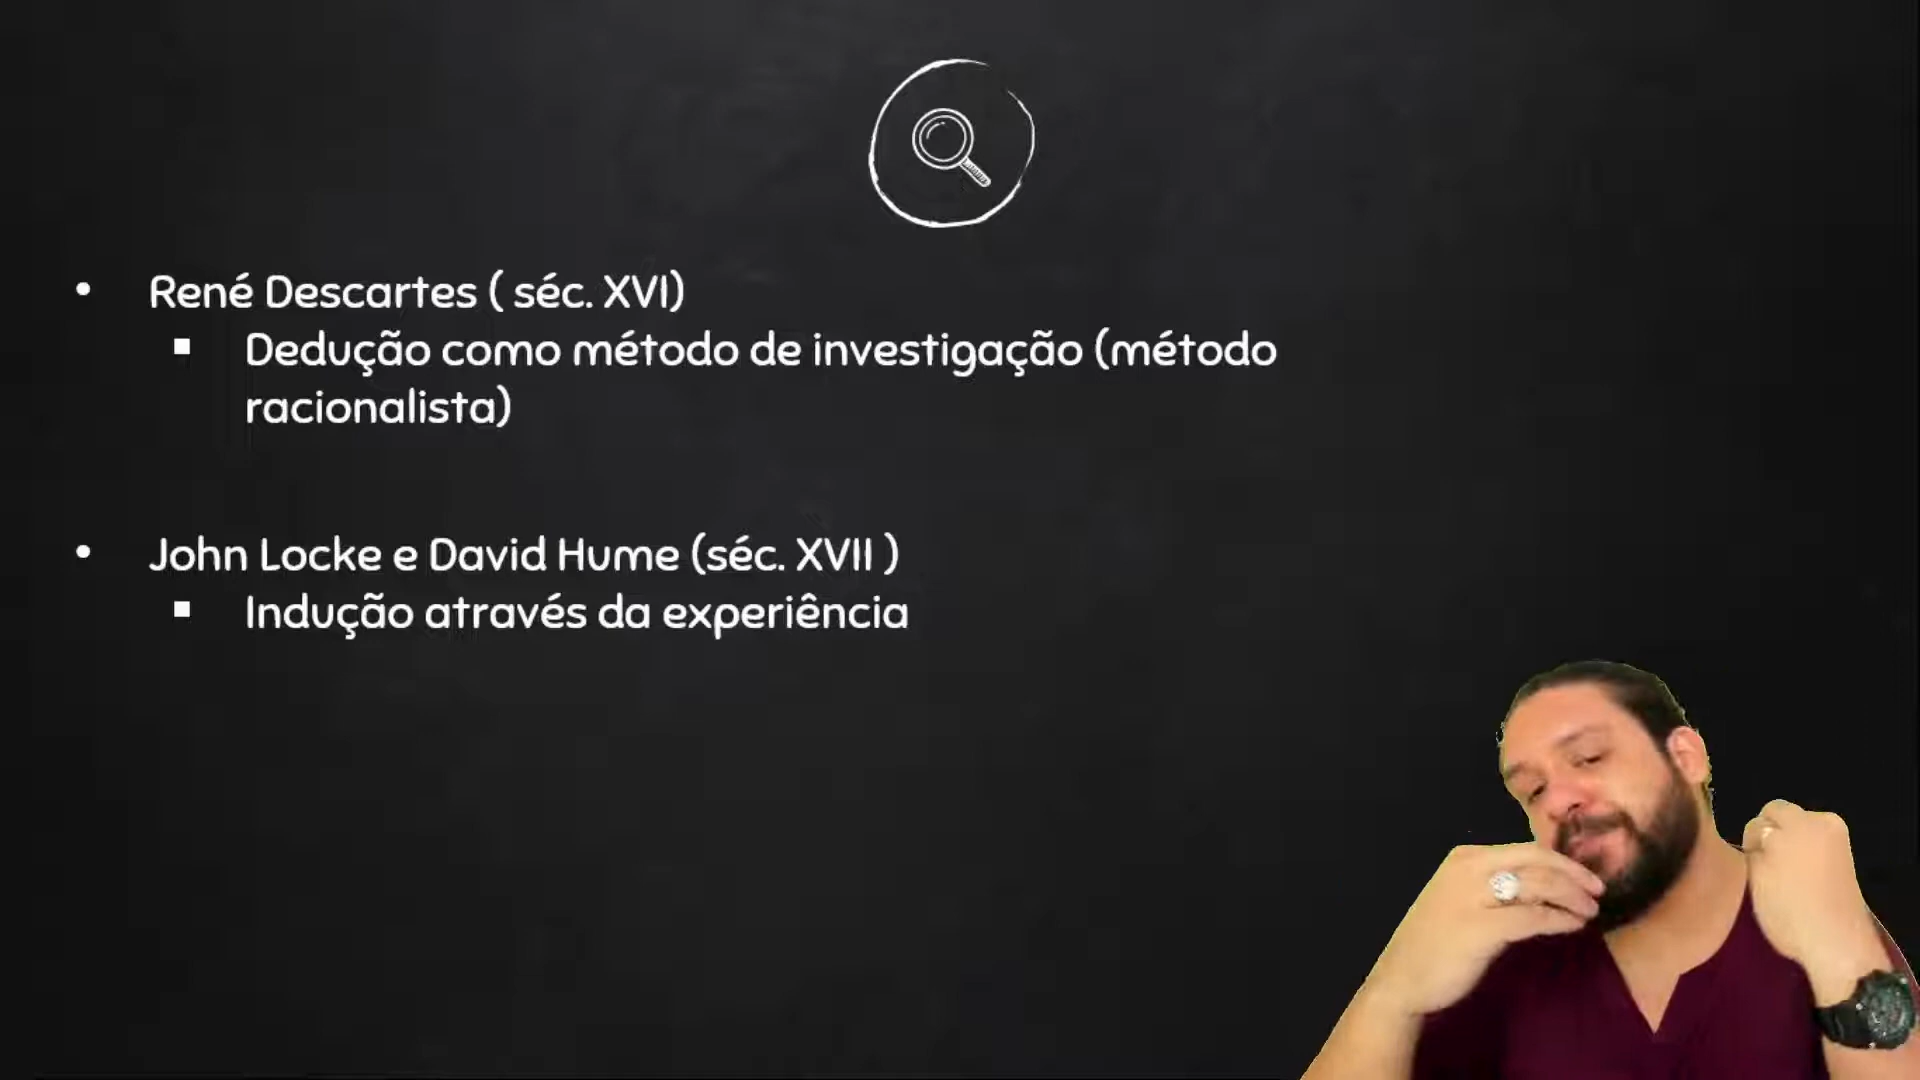 • René Descartes ( séc. XVI)
▪ Dedução como método de investigação (método
racionalista)
• John Locke e David Hume (séc. XVII )
▪ Indução através da experiência